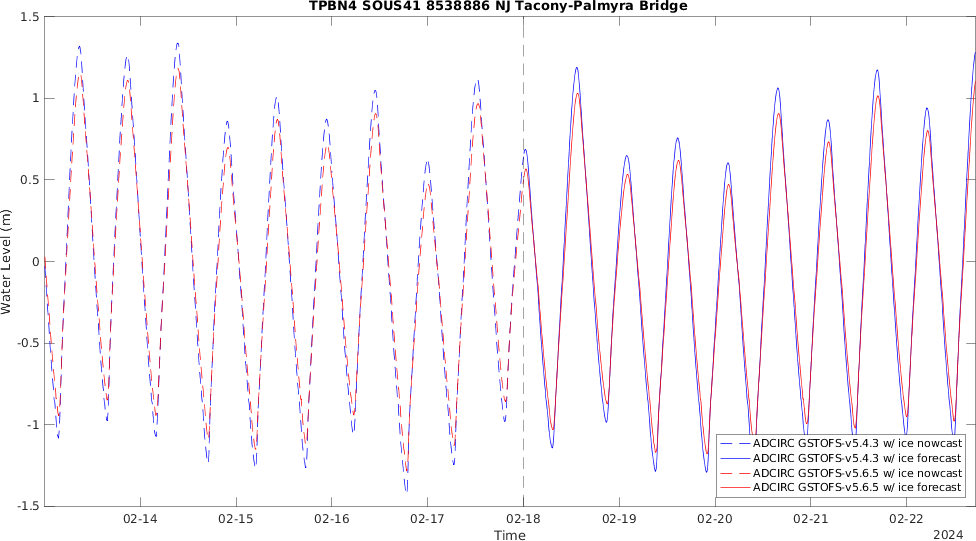 TPBN4 SOUS41 8538886 NJ Tacony-Palmyra Bridge
1.5
1
0.5
0
-0.5
-1
-1.5
Water Level (m)
02-14 02-15 02-16 02-17 02-18 02-19 02-20 02-21 02-22
Time
2024
ADCIRC GSTOFS-v5.4.3 w/ ice nowcast
ADCIRC GSTOFS-v5.4.3 w/ ice forecast
ADCIRC GSTOFS-v5.6.5 w/ ice nowcast
ADCIRC GSTOFS-v5.6.5 w/ ice forecast